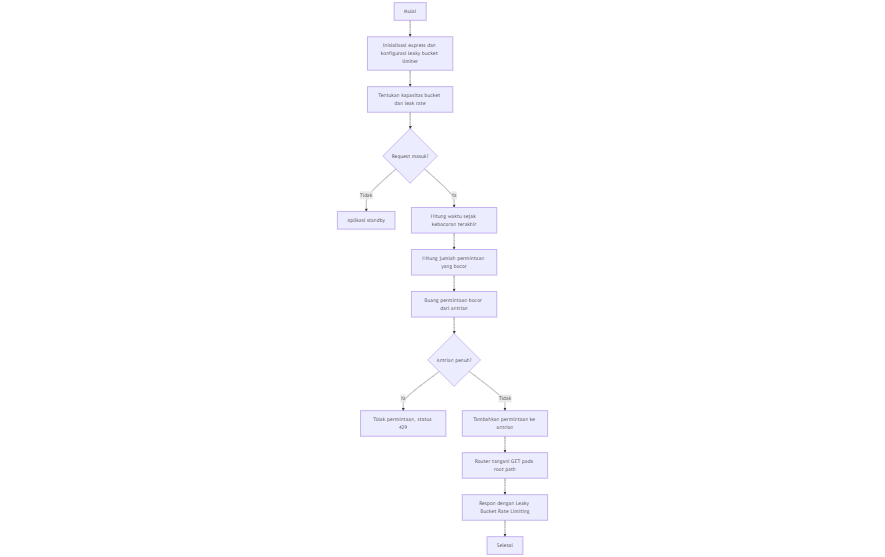 Mulai
Inisialisasi express dan
konfigurasi leaky bucket
limiter
Tentukan kapasitas bucket
dan leak rate
Request masuk?
Tidak
Ya
Aplikasi standby
Hitung waktu sejak
kebocoran terakhir
Hitung jumlah permintaan
yang bocor
Buang permintaan bocor
dari antrian
Antrian penuh?
Ya
Tidak
Tolak permintaan, status
429
Tambahkan permintaan ke
antrian
Router tangani GET pada
root path
Respon dengan Leaky
Bucket Rate Limitting
Selesai